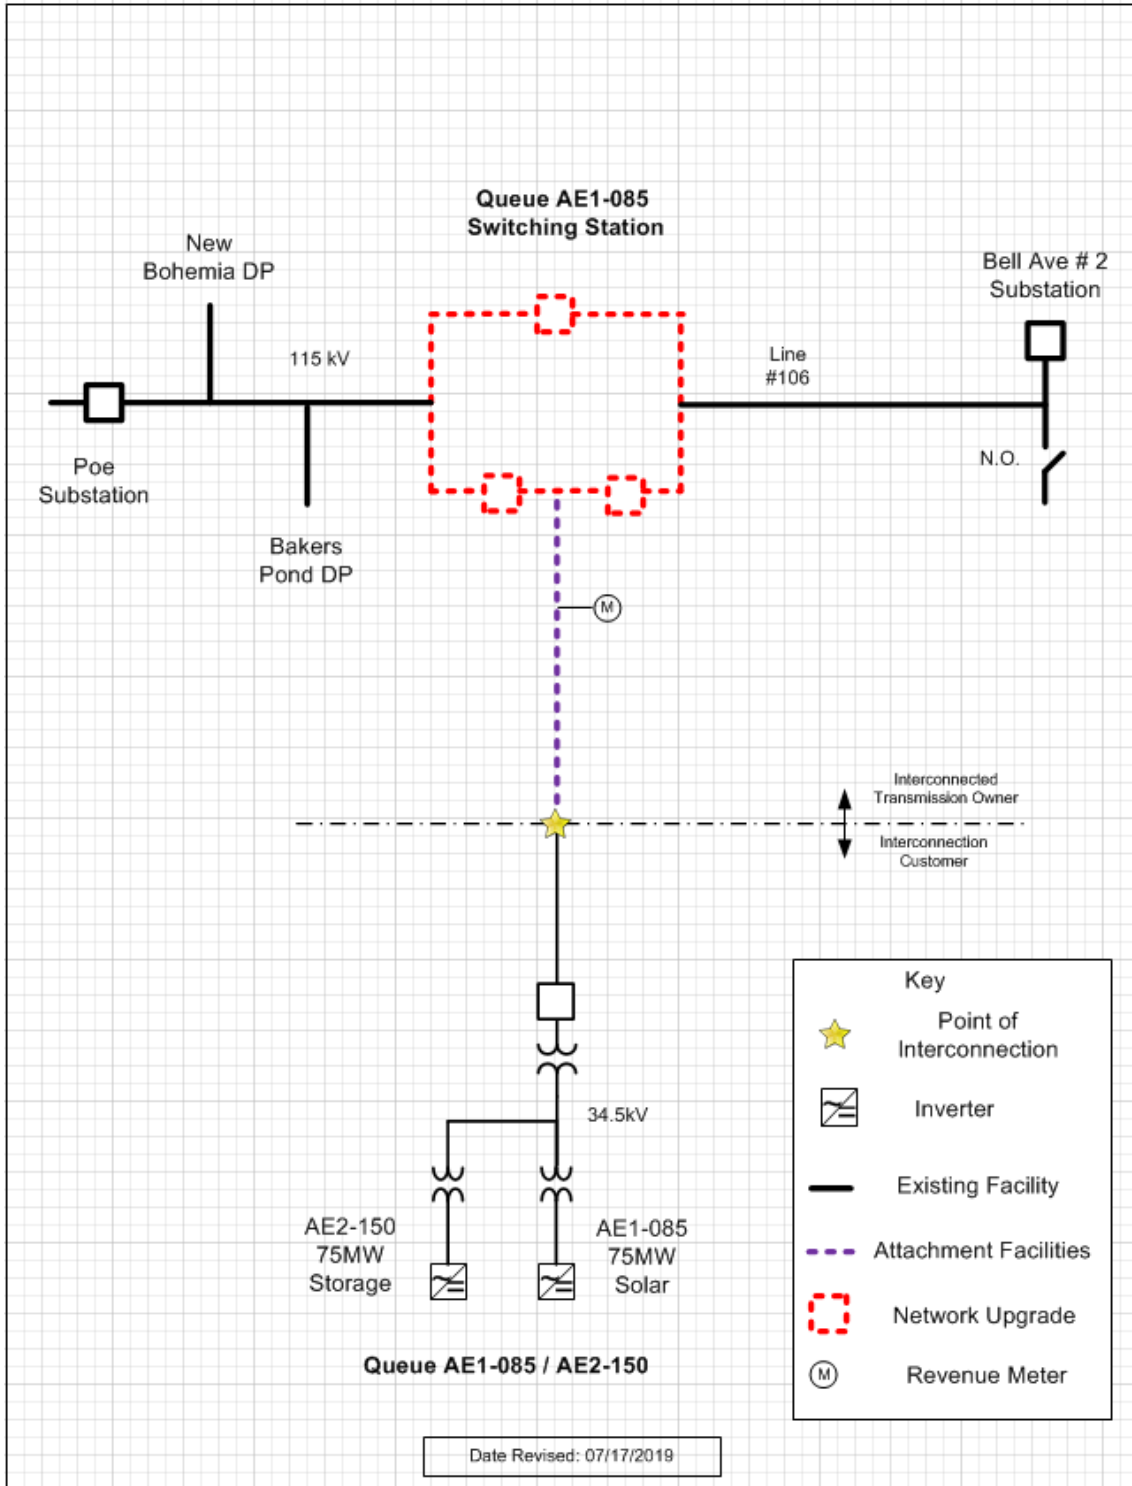 Queue AE1-085
Switching Station
New
Bohemia DP
Bell Ave # 2
Substation
115 kV
Line
#106
Poe
Substation
N.O.
Bakers
Pond DP
M
Interconnected
Transmission Owner
Interconnection
Customer
34.5kV
AE2-150
75MW
Storage
AE1-085
75MW
Solar
Queue AE1-085 / AE2-150
Key
Point of
Interconnection
Inverter
Existing Facility
Attachment Facilities
Network Upgrade
M
Revenue Meter
Date Revised: 07/17/2019